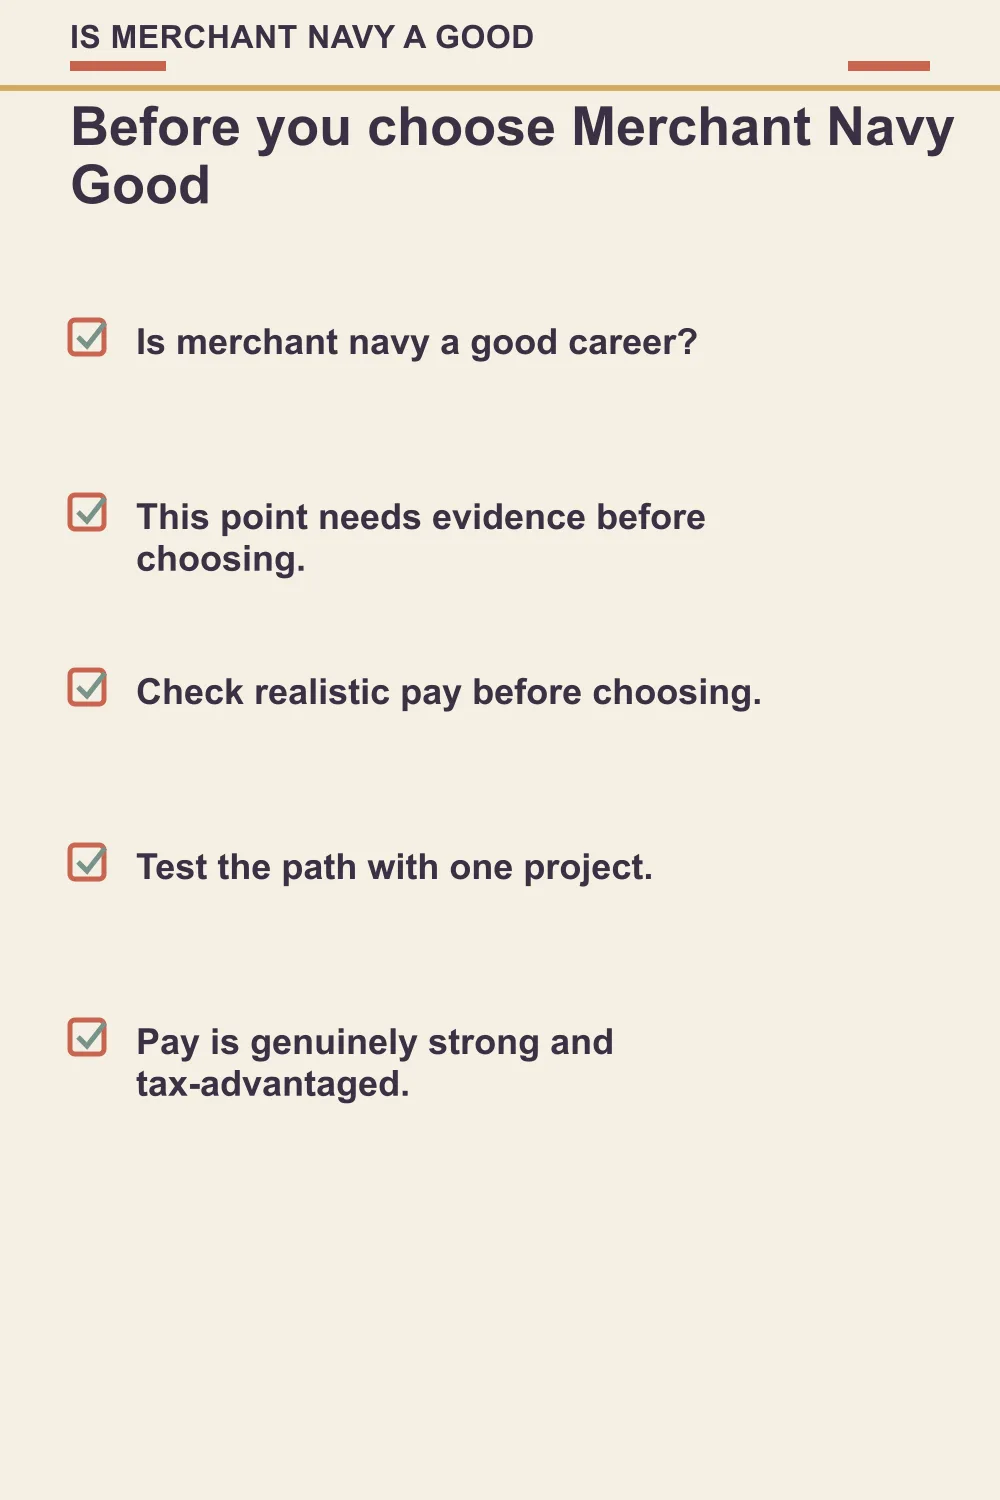 IS MERCHANT NAVY A GOOD
Before you choose Merchant Navy
Good
Is merchant navy a good career?
This point needs evidence before
choosing.
Check realistic pay before choosing.
Test the path with one project.
Pay is genuinely strong and
tax-advantaged.